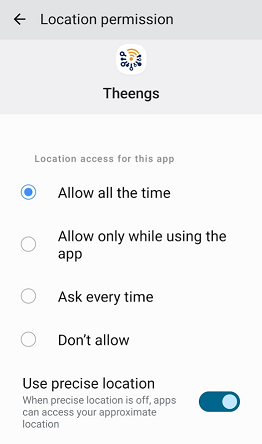 Location permission
Theengs
Location access for this app
Allow all the time
Allow only while using the
app
Ask every time
Don't allow
Use precise location
When precise location is off, apps
can access your approximate
location